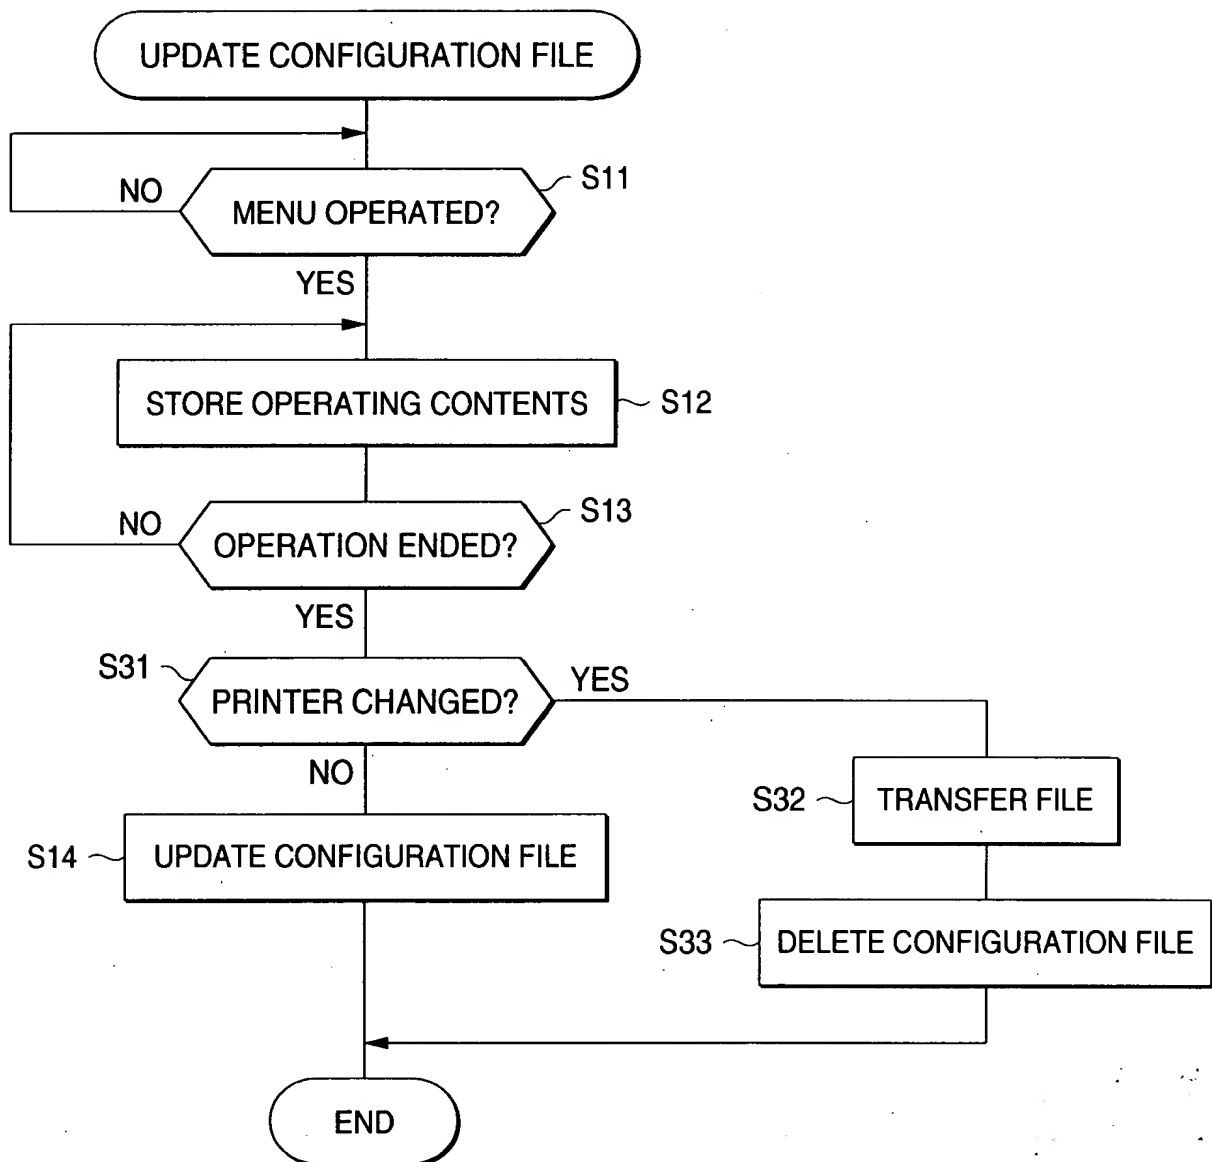 UPDATE CONFIGURATION FILE
S11
NO
MENU OPERATED?
YES
STORE OPERATING CONTENTS
S12
S13
NO
OPERATION ENDED?
YES
S31
YES
PRINTER CHANGED?
NO
S32
TRANSFER FILE
S14
UPDATE CONFIGURATION FILE
S33
DELETE CONFIGURATION FILE
END